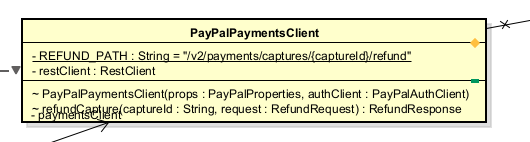 PayPalPaymentsClient
- REFUND_PATH : String = "/v2/payments/captures/{captureId}/refund"
- restClient : RestClient
~ PayPalPaymentsClient(props : PayPalProperties, authClient : PayPalAuthClient)
~ refundCapture(captureId : String, request : RefundRequest) : RefundResponse
- paymentsClient